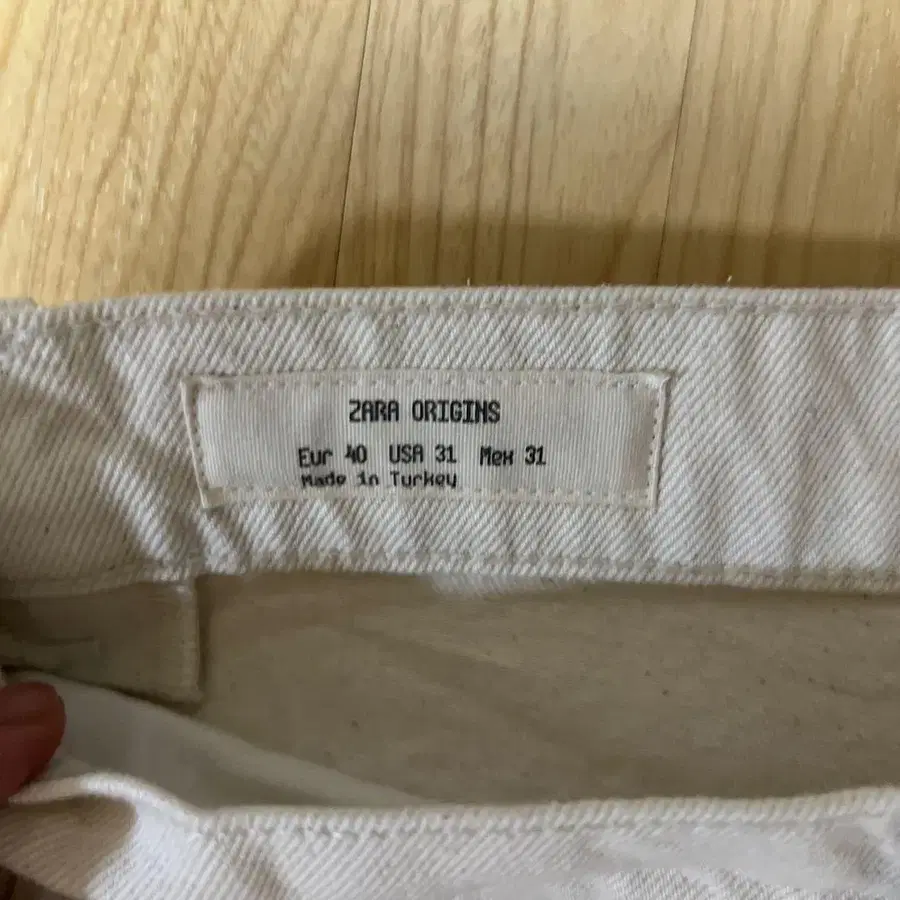 ZARA ORIGINS
Eur 40 USA 31 Mex 31
Made in Turkey